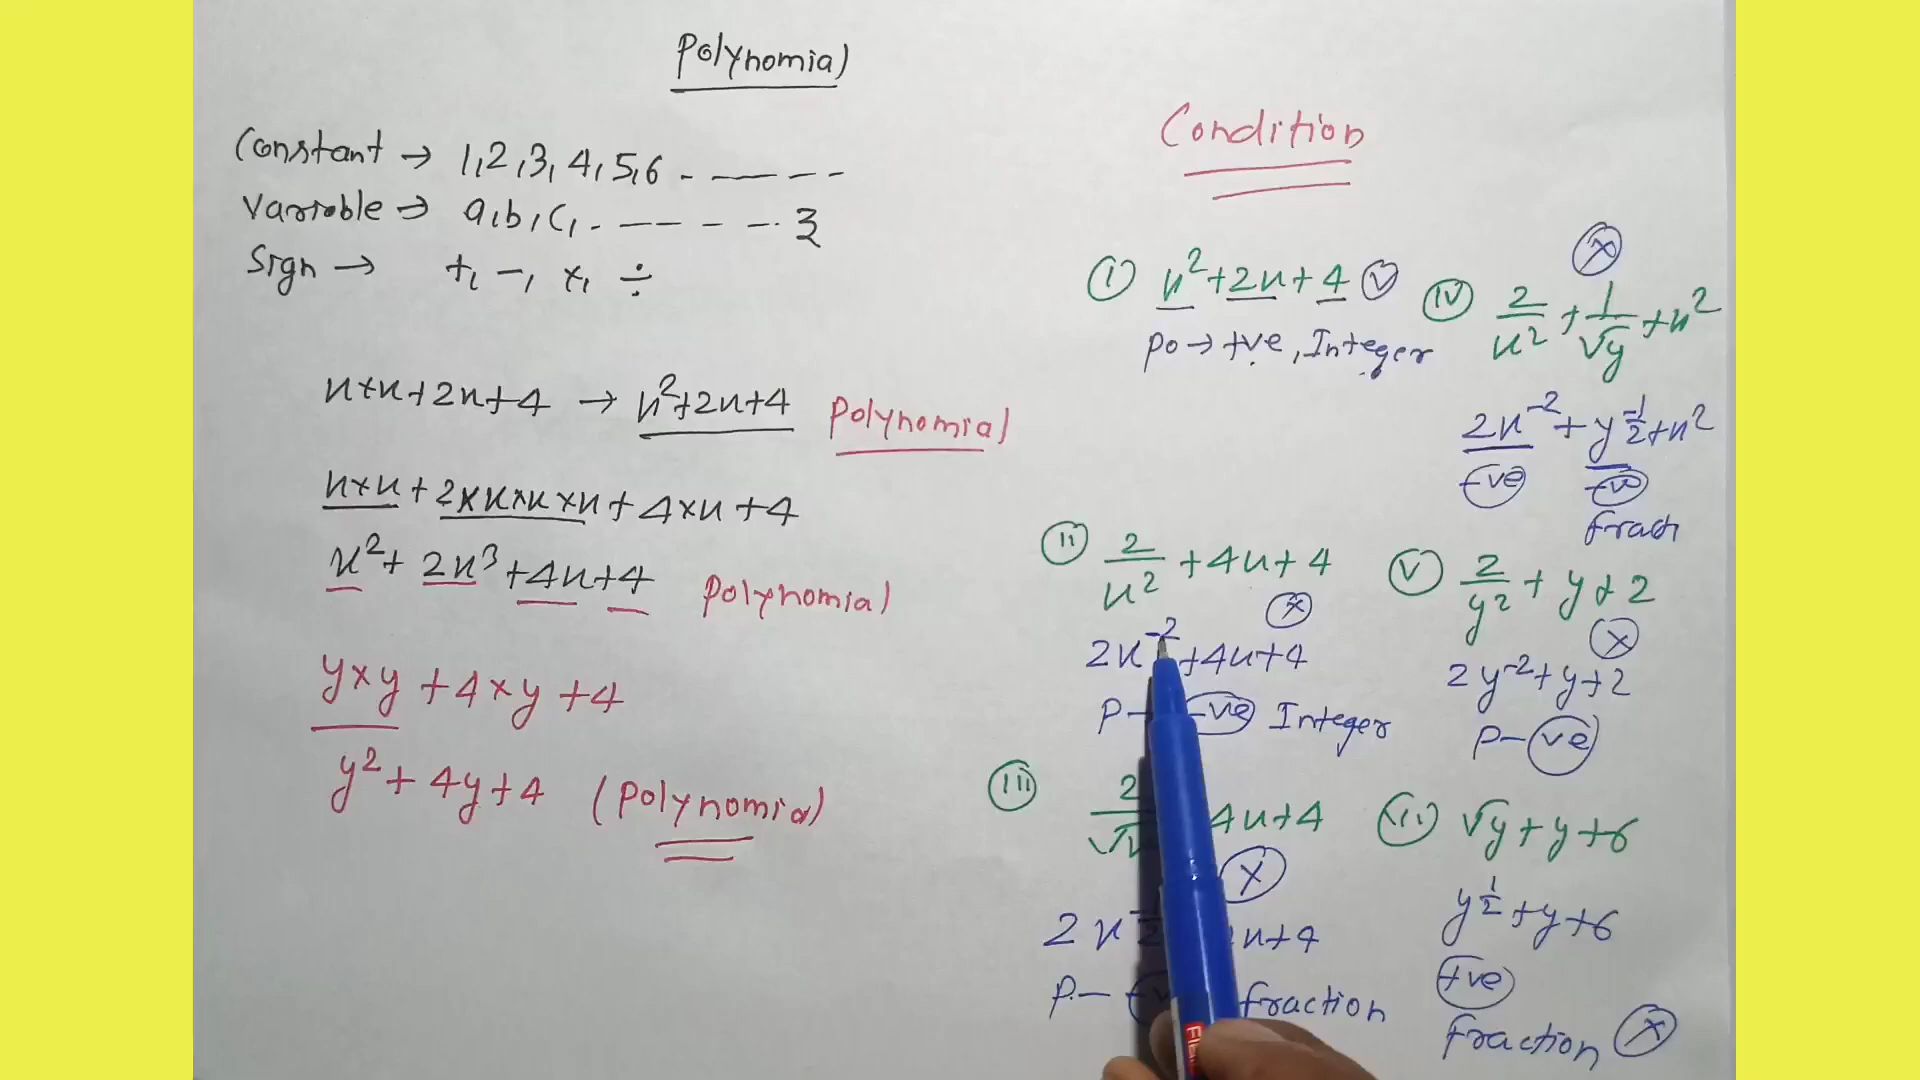 Polynomial
Constant → 1, 2, 3, 4, 5, 6 - — — - -
Variable → a, b, c, - — — - — - - z
Sign → +, -, x, ÷
x+x+2x+4 → x²+2x+4 Polynomial
x×x + 2×x×x×x + 4×x + 4
x² + 2x³ + 4x + 4 Polynomial
y×y + 4×y + 4
y² + 4y + 4 (Polynomial)
Condition
(i) x² + 2x + 4 ✓
Po → +ve, Integer
(ii) 2/x² + 4x + 4
x
2x⁻² + 4x + 4
Integer
(iii)
4x + 4
X
x + 4
fraction
(iv) 2/x² + 1/√y + x²
x
2x⁻² + y^(-1/2) + x²
-ve -ve
fract
(v) 2/y² + y + 2
x
2y⁻² + y + 2
P - ve
√y + y + 6
y^(1/2) + y + 6
+ve
fraction x